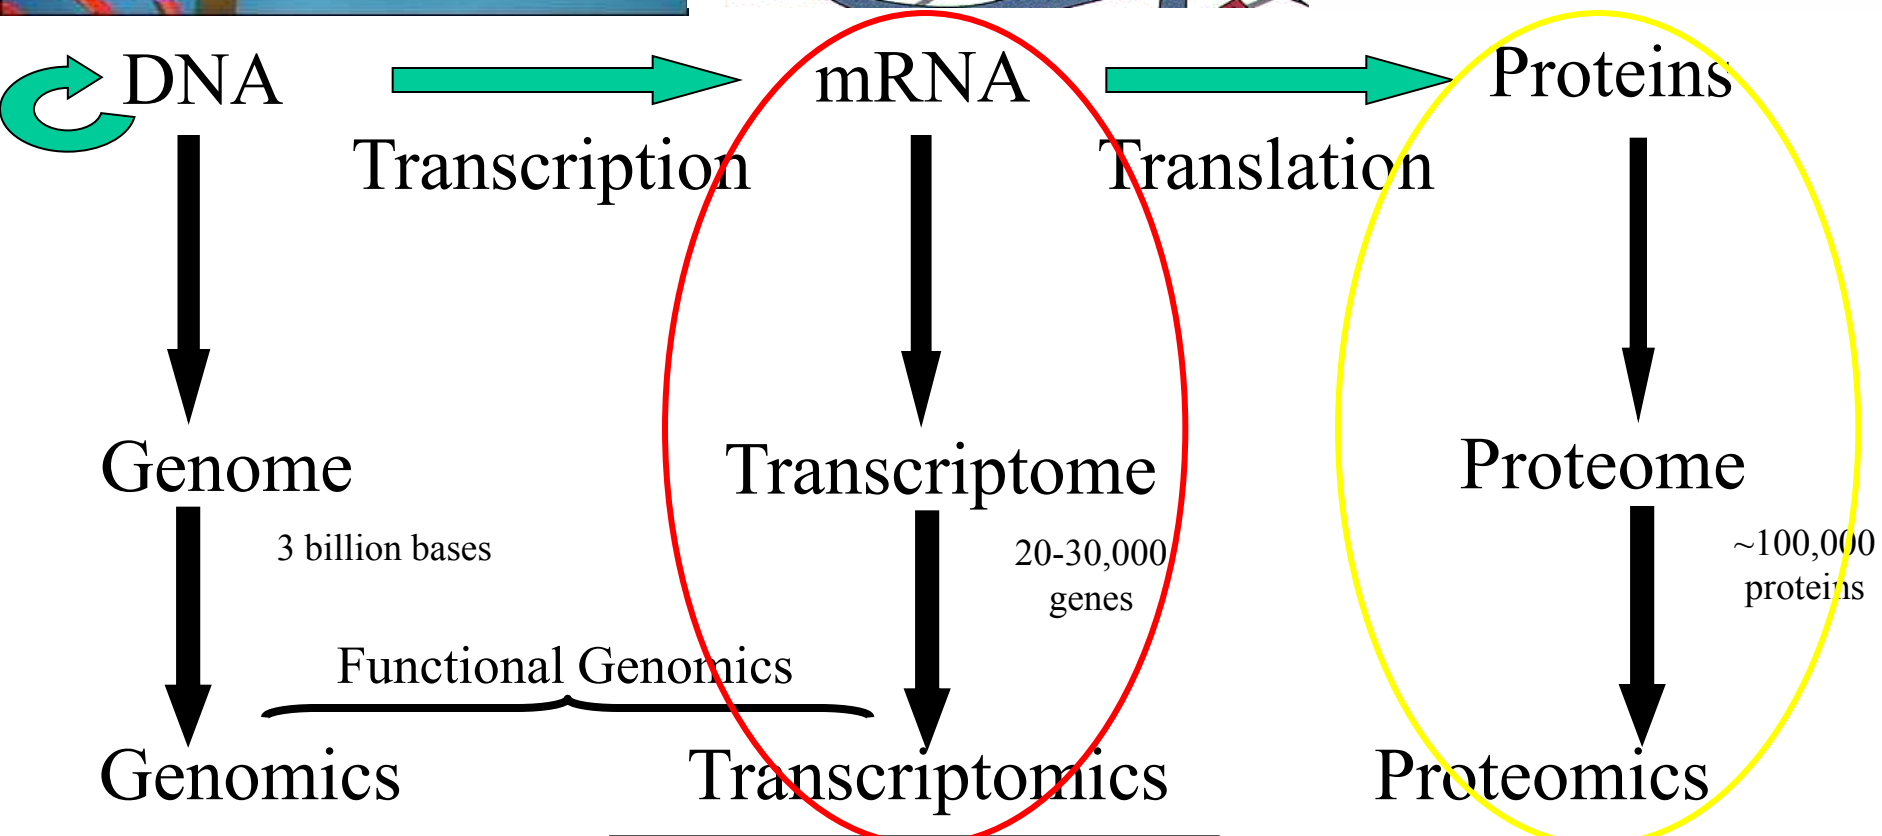 DNA
mRNA
Proteins
Transcription
Translation
Genome
Transcriptome
Proteome
3 billion bases
20-30,000
genes
~100,000
proteins
Functional Genomics
Genomics
Transcriptomics
Proteomics